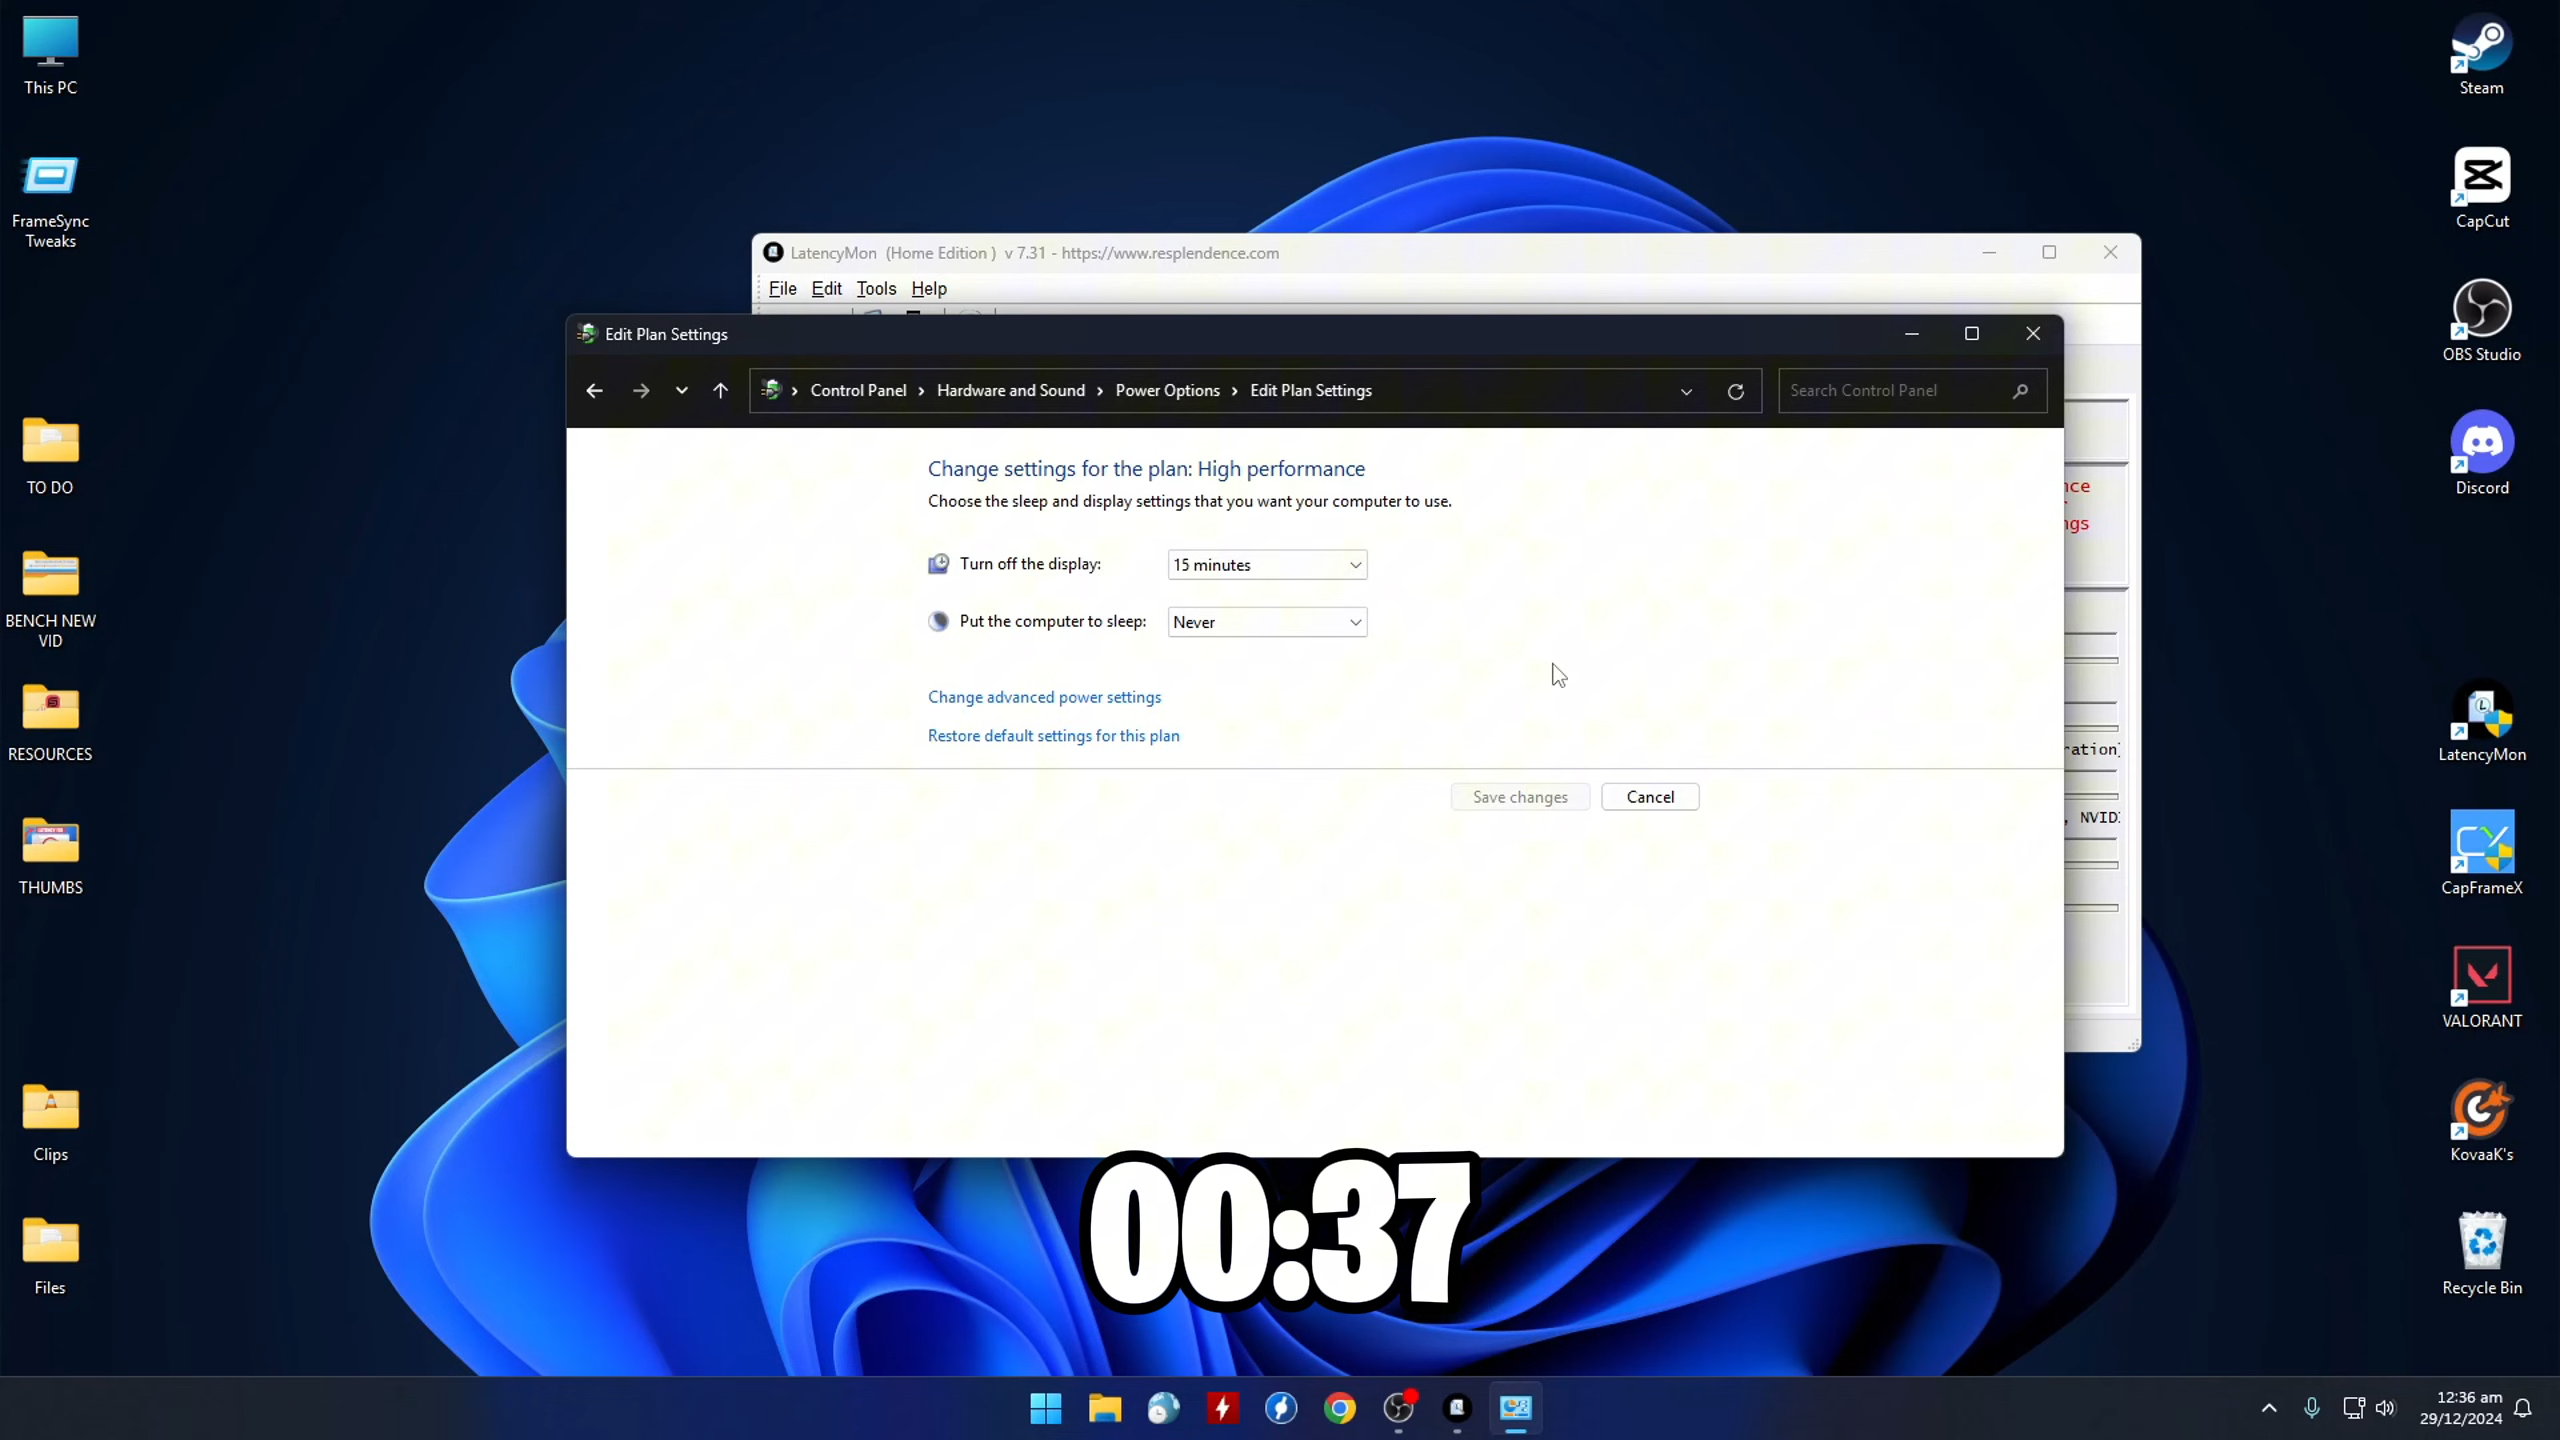 This PC
FrameSync
Tweaks
TO DO
BENCH NEW
VID
RESOURCES
THUMBS
Clips
Files
LatencyMon (Home Edition ) v 7.31 - https://www.resplendence.com
File Edit Tools Help
Edit Plan Settings
Control Panel › Hardware and Sound › Power Options › Edit Plan Settings
Search Control Panel
Change settings for the plan: High performance
Choose the sleep and display settings that you want your computer to use.
Turn off the display: 15 minutes
Put the computer to sleep: Never
Change advanced power settings
Restore default settings for this plan
Save changes Cancel
, NVID
00:37
Steam
CapCut
OBS Studio
Discord
LatencyMon
CapFrameX
VALORANT
KovaaK's
Recycle Bin
12:36 am
29/12/2024